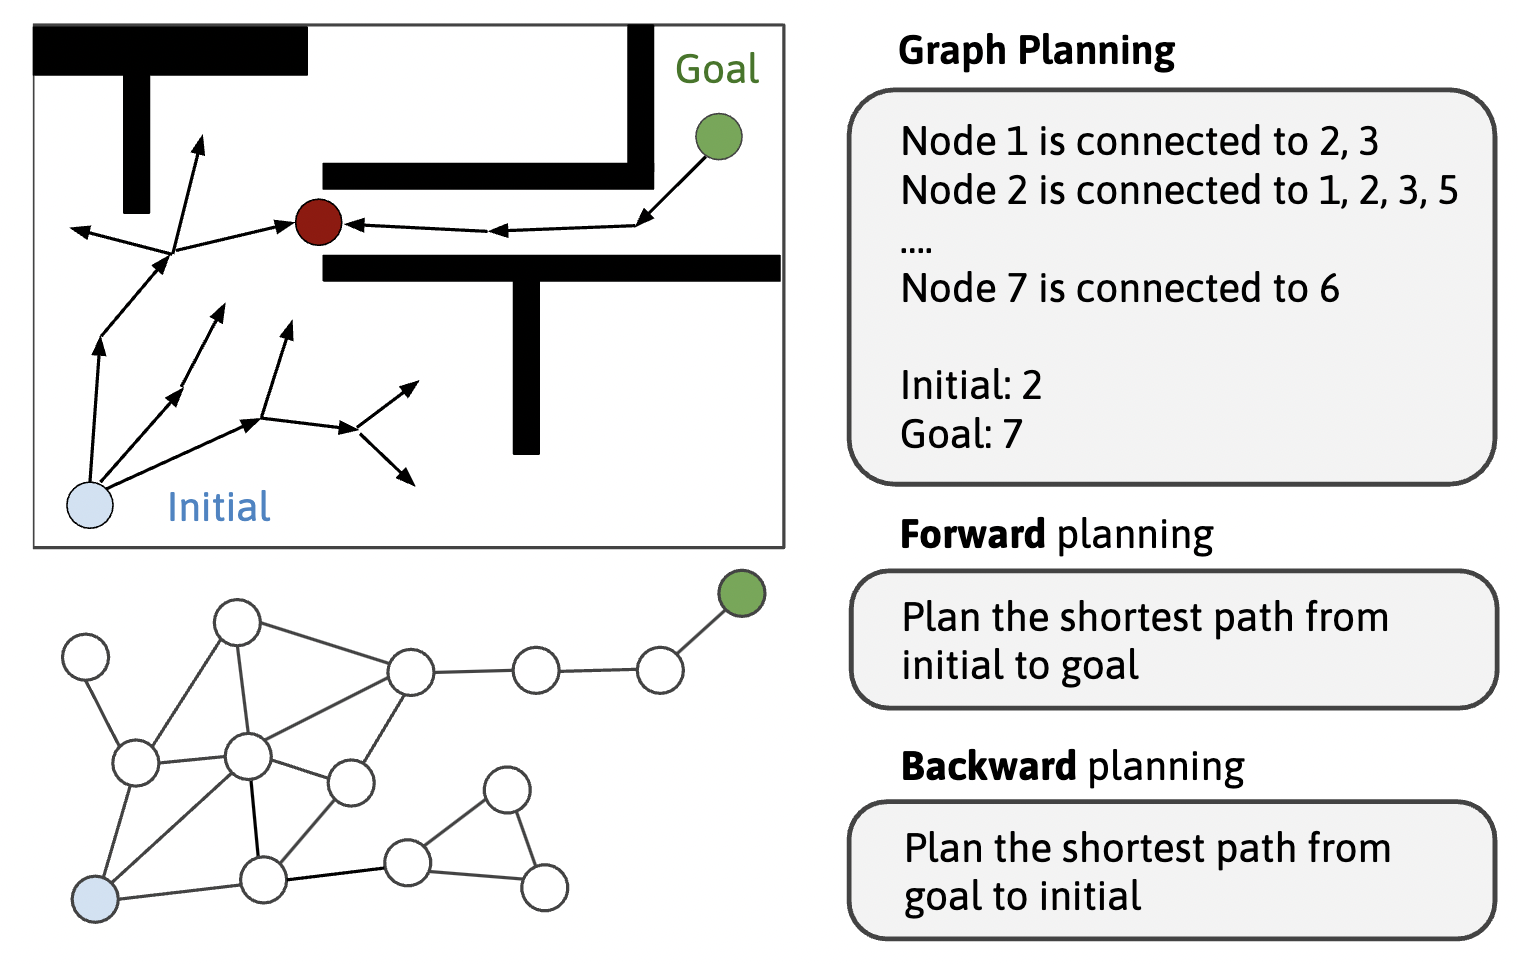 Goal
Initial
Graph Planning
Node 1 is connected to 2, 3
Node 2 is connected to 1, 2, 3, 5
....
Node 7 is connected to 6
Initial: 2
Goal: 7
Forward planning
Plan the shortest path from
initial to goal
Backward planning
Plan the shortest path from
goal to initial